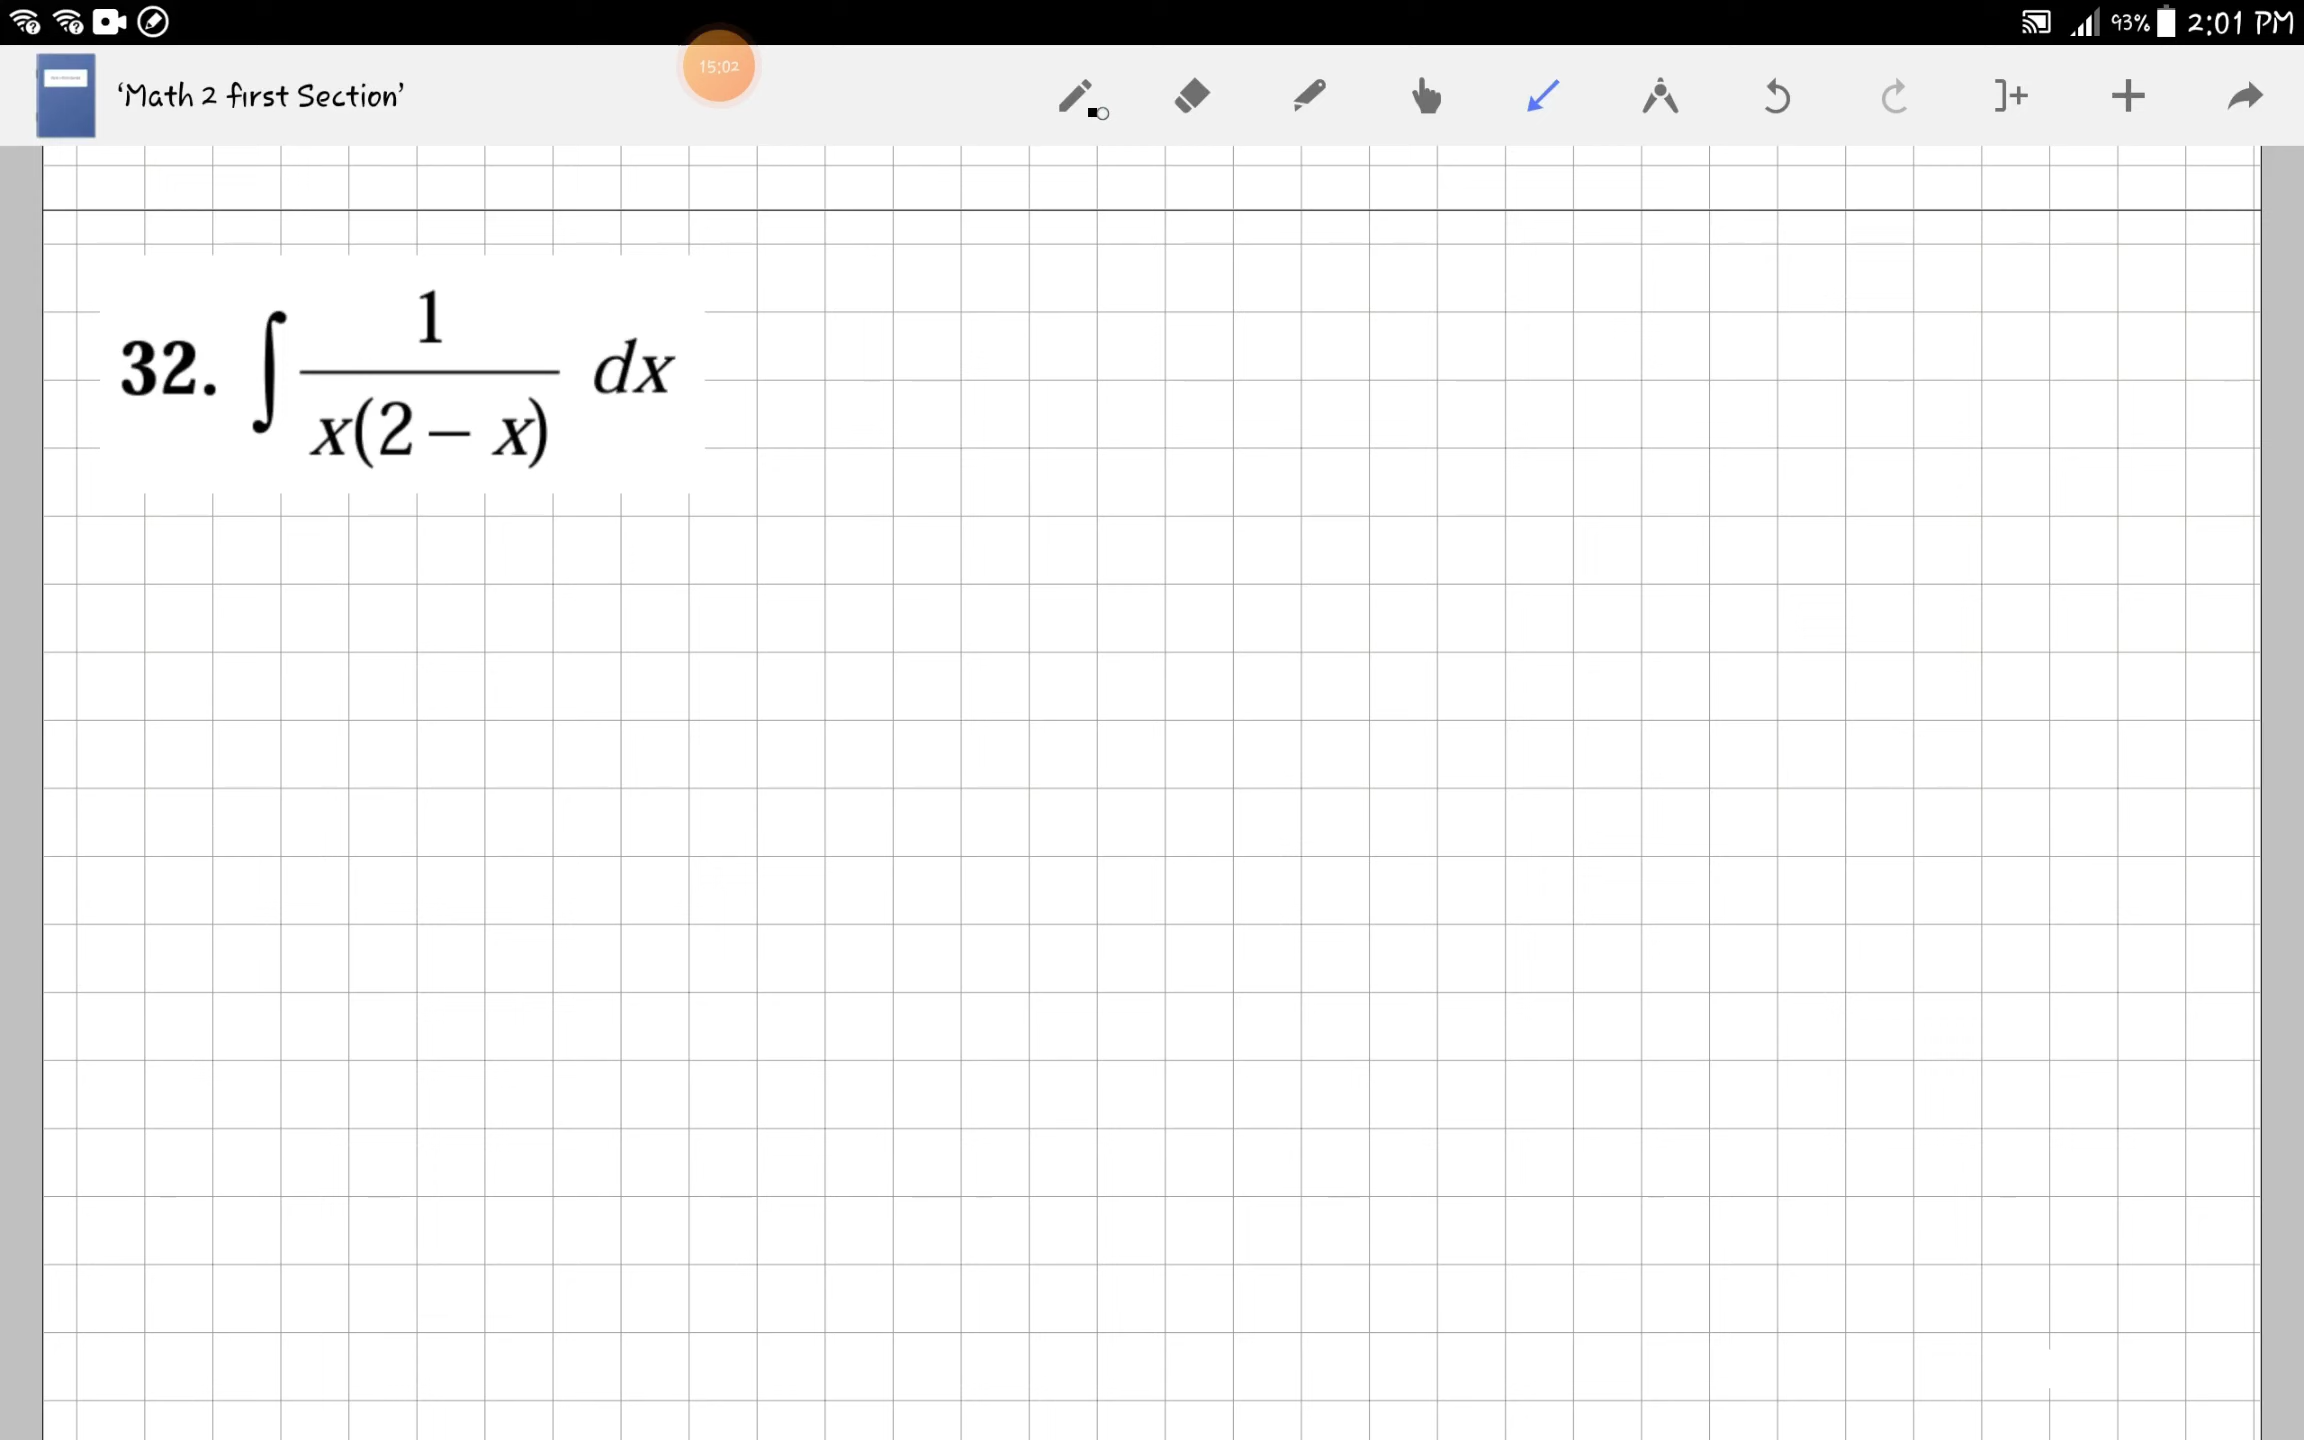 93% 2:01 PM
'Math 2 first Section'
15:02
]+
32. ∫ 1/x(2 − x) dx